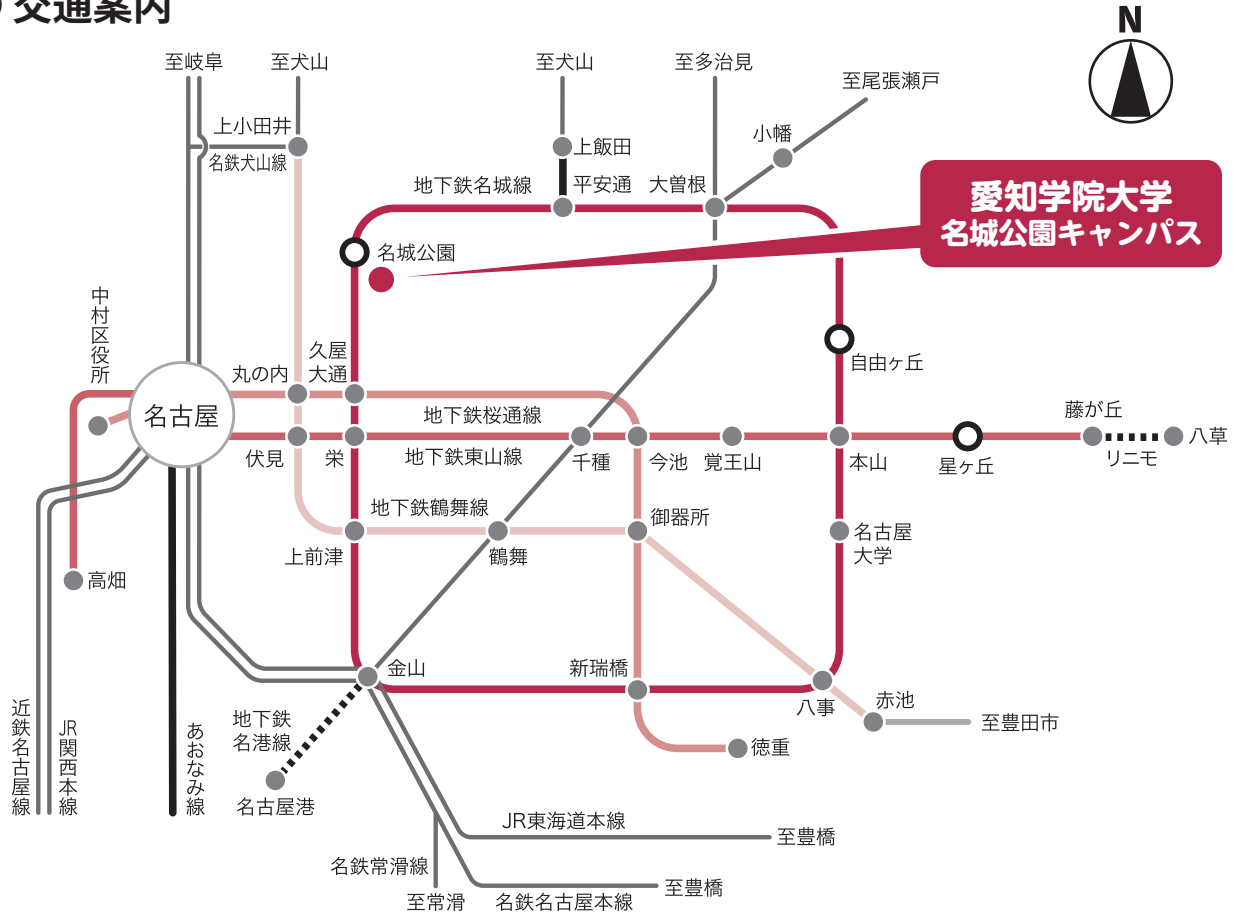 交通案内
N
至岐阜
至犬山
至犬山
至多治見
至尾張瀬戸
上小田井
名鉄犬山線
上飯田
小幡
地下鉄名城線
平安通
大曽根
愛知学院大学
名城公園キャンパス
名城公園
中村区役所
丸の内
久屋
大通
自由ヶ丘
名古屋
地下鉄桜通線
藤が丘
八草
伏見
栄
地下鉄東山線
千種
今池
覚王山
本山
星ヶ丘
リニモ
地下鉄鶴舞線
御器所
上前津
鶴舞
名古屋
大学
高畑
金山
新瑞橋
八事
赤池
至豊田市
近鉄名古屋線
JR関西本線
あおなみ線
地下鉄
名港線
徳重
名古屋港
JR東海道本線
至豊橋
名鉄常滑線
至常滑
名鉄名古屋本線
至豊橋